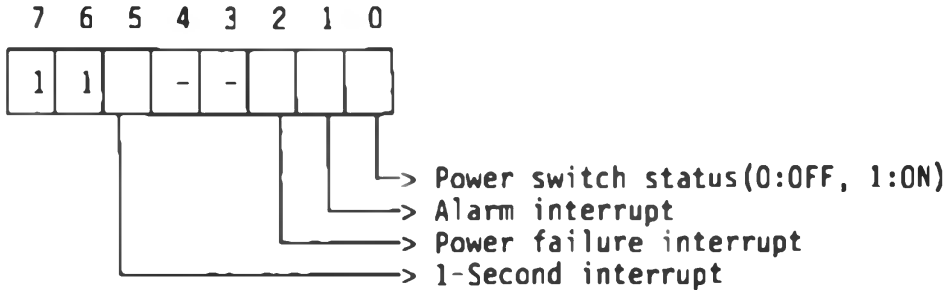 7 6 5 4 3 2 1 0
1 1 - -
> Power switch status(0:OFF, 1:ON)
> Alarm interrupt
> Power failure interrupt
> 1-Second interrupt